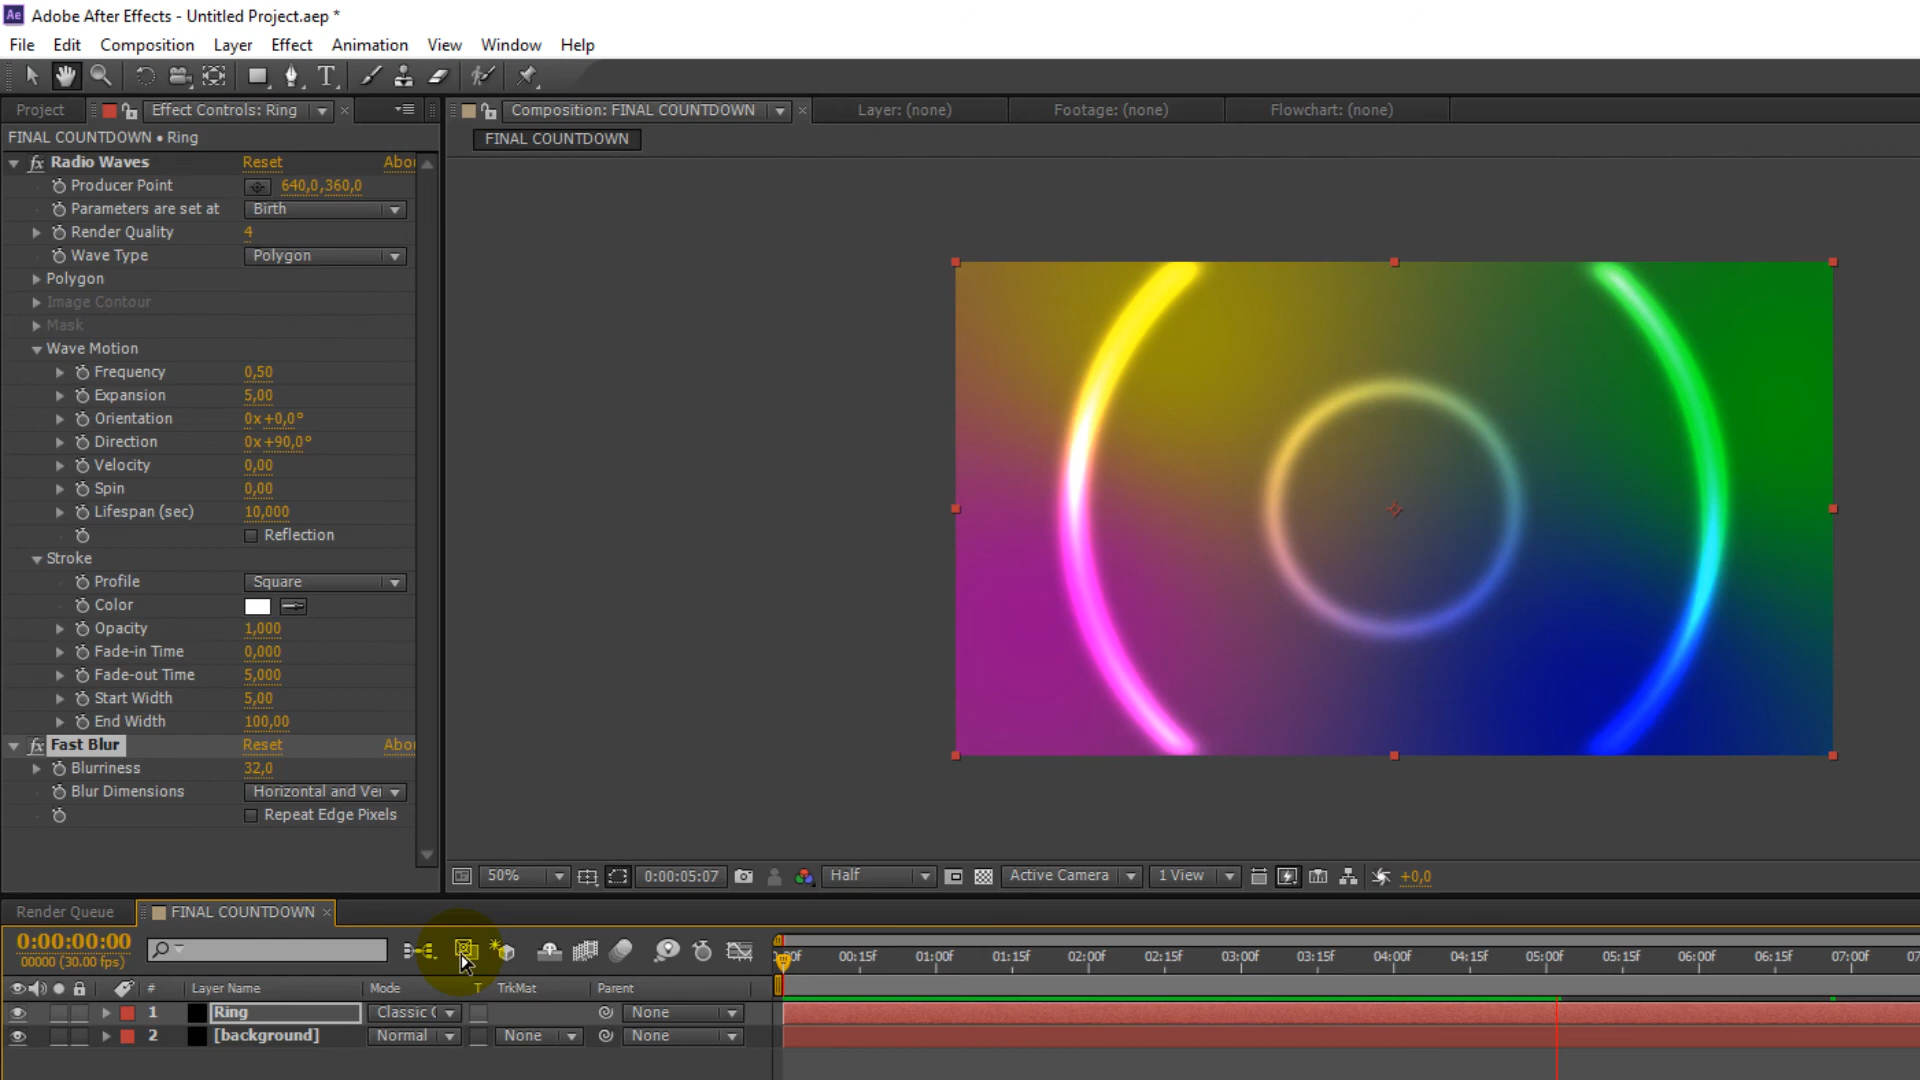 Ae Adobe After Effects - Untitled Project.aep *
File Edit Composition Layer Effect Animation View Window Help
Project Effect Controls: Ring × Composition: FINAL COUNTDOWN × Layer: (none) Footage: (none) Flowchart: (none)
FINAL COUNTDOWN • Ring
FINAL COUNTDOWN
fx Radio Waves Reset Abou
Producer Point 640,0,360,0
Parameters are set at Birth
Render Quality 4
Wave Type Polygon
Polygon
Image Contour
Mask
Wave Motion
Frequency 0,50
Expansion 5,00
Orientation 0x+0,0°
Direction 0x+90,0°
Velocity 0,00
Spin 0,00
Lifespan (sec) 10,000
Reflection
Stroke
Profile Square
Color
Opacity 1,000
Fade-in Time 0,000
Fade-out Time 5,000
Start Width 5,00
End Width 100,00
fx Fast Blur Reset Abou
Blurriness 32,0
Blur Dimensions Horizontal and Ver
Repeat Edge Pixels
50% 0:00:05:07 Half Active Camera 1 View +0,0
Render Queue FINAL COUNTDOWN ×
0:00:00:00
00000 (30.00 fps)
00:15f 01:00f 01:15f 02:00f 02:15f 03:00f 03:15f 04:00f 04:15f 05:00f 05:15f 06:00f 06:15f 07:00f 07
# Layer Name Mode T TrkMat Parent
1 Ring Classic C None
2 [background] Normal None None